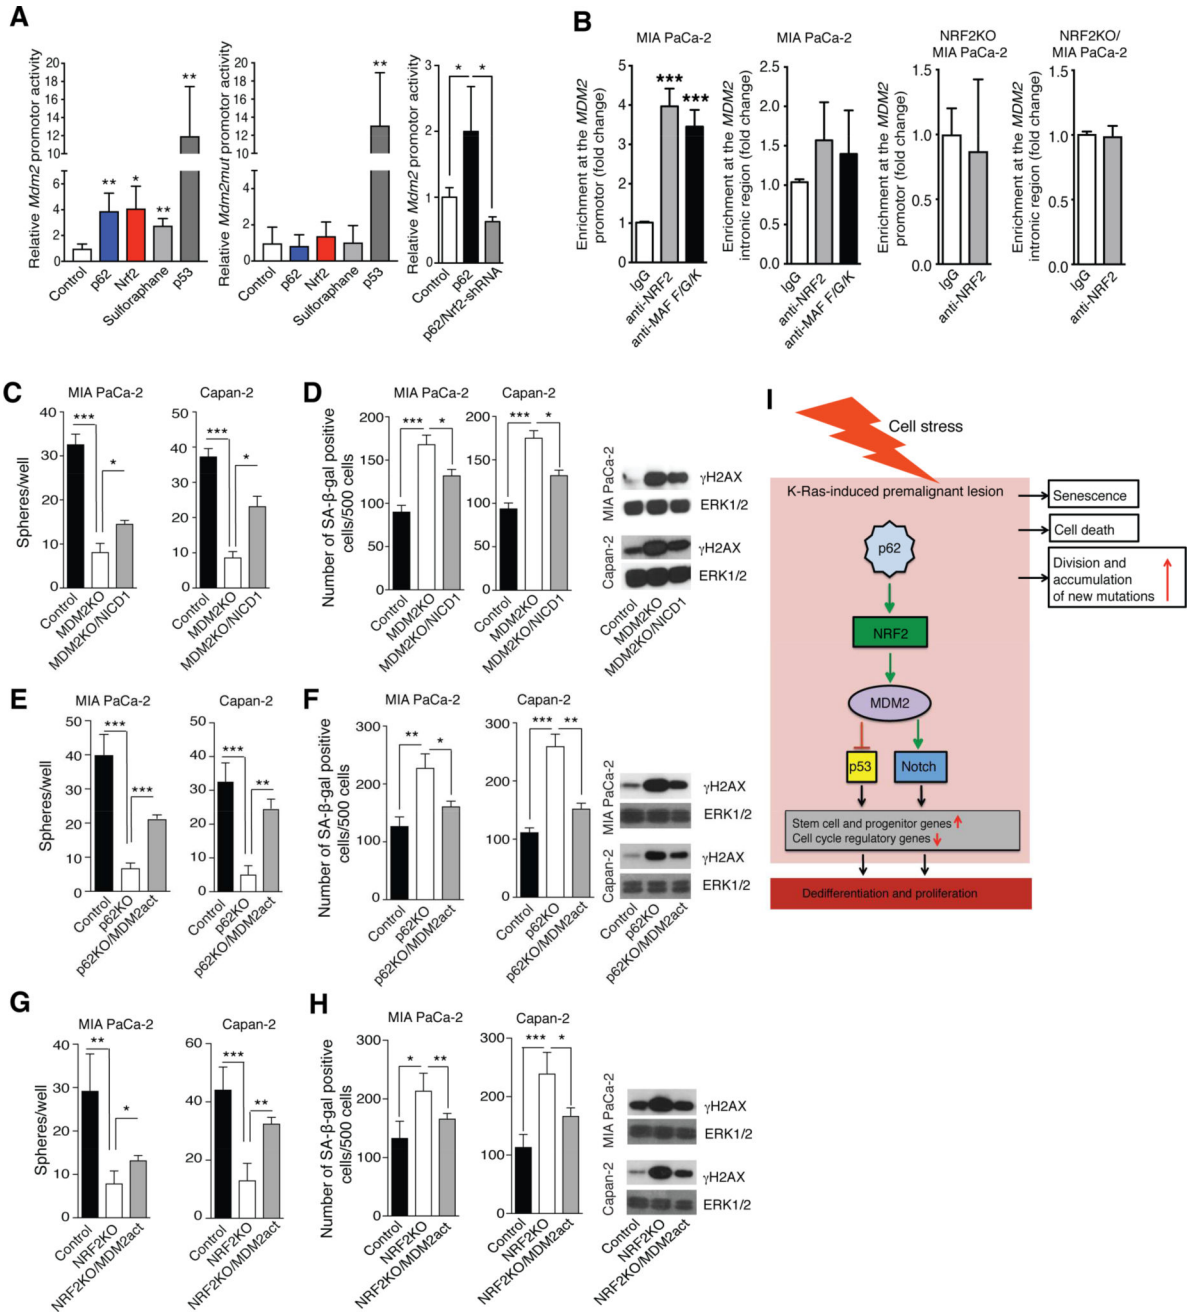 A
Relative Mdm2 promotor activity
20
18
16
14
12
10
6
4
2
0
**
*
**
**
Control
p62
Nrf2
Sulforaphane
p53
Relative Mdm2mut promotor activity
20
18
16
14
12
10
8
6
4
2
0
**
Control
p62
Nrf2
Sulforaphane
p53
Relative Mdm2 promotor activity
3
2
1
0
* *
Control
p62
p62/Nrf2-shRNA
B
MIA PaCa-2
Enrichment at the MDM2
promotor (fold change)
5
4
3
2
1
0
***
***
IgG
anti-NRF2
anti-MAF F/G/K
MIA PaCa-2
Enrichment at the MDM2
intronic region (fold change)
2.5
2.0
1.5
1.0
0.5
0.0
IgG
anti-NRF2
anti-MAF F/G/K
NRF2KO
MIA PaCa-2
Enrichment at the MDM2
promotor (fold change)
1.5
1.0
0.5
0.0
IgG
anti-NRF2
NRF2KO/
MIA PaCa-2
Enrichment at the MDM2
intronic region (fold change)
1.5
1.0
0.5
0.0
IgG
anti-NRF2
C
MIA PaCa-2
Spheres/well
40
30
20
10
0
***
*
Control
MDM2KO
MDM2KO/NICD1
Capan-2
50
40
30
20
10
0
***
*
Control
MDM2KO
MDM2KO/NICD1
D
MIA PaCa-2
Number of SA-β-gal positive
cells/500 cells
200
150
100
50
0
*** *
Control
MDM2KO
MDM2KO/NICD1
Capan-2
200
150
100
50
0
*** *
Control
MDM2KO
MDM2KO/NICD1
MIA PaCa-2
γH2AX
ERK1/2
Capan-2
γH2AX
ERK1/2
Control
MDM2KO
MDM2KO/NICD1
E
MIA PaCa-2
Spheres/well
50
40
30
20
10
0
***
***
Control
p62KO
p62KO/MDM2act
Capan-2
50
40
30
20
10
0
***
**
Control
p62KO
p62KO/MDM2act
F
MIA PaCa-2
Number of SA-β-gal positive
cells/500 cells
300
200
100
0
** *
Control
p62KO
p62KO/MDM2act
Capan-2
300
200
100
0
*** **
Control
p62KO
p62KO/MDM2act
MIA PaCa-2
γH2AX
ERK1/2
Capan-2
γH2AX
ERK1/2
Control
p62KO
p62KO/MDM2act
G
MIA PaCa-2
Spheres/well
40
30
20
10
0
**
*
Control
NRF2KO
NRF2KO/MDM2act
Capan-2
60
40
20
0
***
**
Control
NRF2KO
NRF2KO/MDM2act
H
MIA PaCa-2
Number of SA-β-gal positive
cells/500 cells
300
200
100
0
* **
Control
NRF2KO
NRF2KO/MDM2act
Capan-2
300
200
100
0
*** *
Control
NRF2KO
NRF2KO/MDM2act
MIA PaCa-2
γH2AX
ERK1/2
Capan-2
γH2AX
ERK1/2
Control
NRF2KO
NRF2KO/MDM2act
I
Cell stress
K-Ras-induced premalignant lesion
Senescence
Cell death
Division and
accumulation
of new mutations
p62
NRF2
MDM2
p53
Notch
Stem cell and progenitor genes
Cell cycle regulatory genes
Dedifferentiation and proliferation